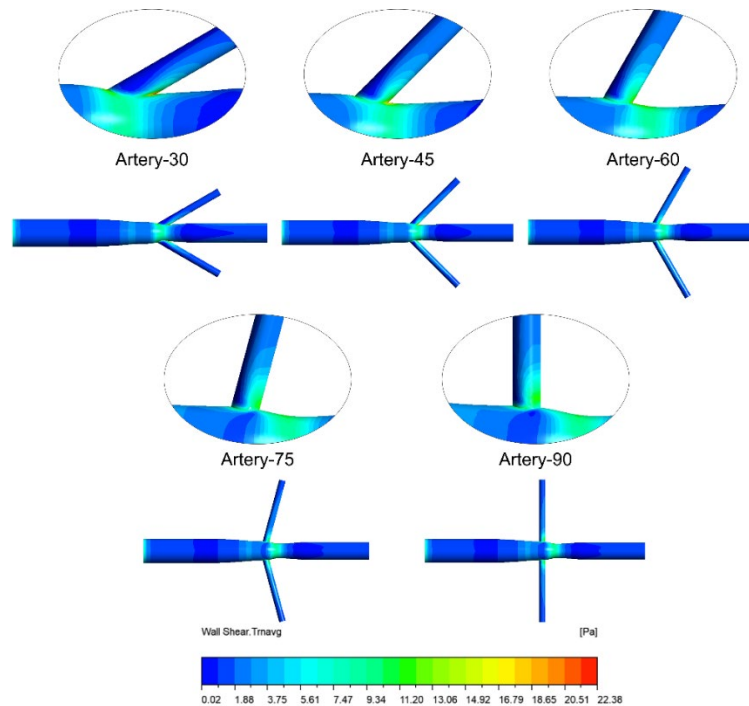 Artery-30 Artery-45 Artery-60
Artery-75 Artery-90
Wall Shear.Trnavg [Pa]
0.02 1.88 3.75 5.61 7.47 9.34 11.20 13.06 14.92 16.79 18.65 20.51 22.38